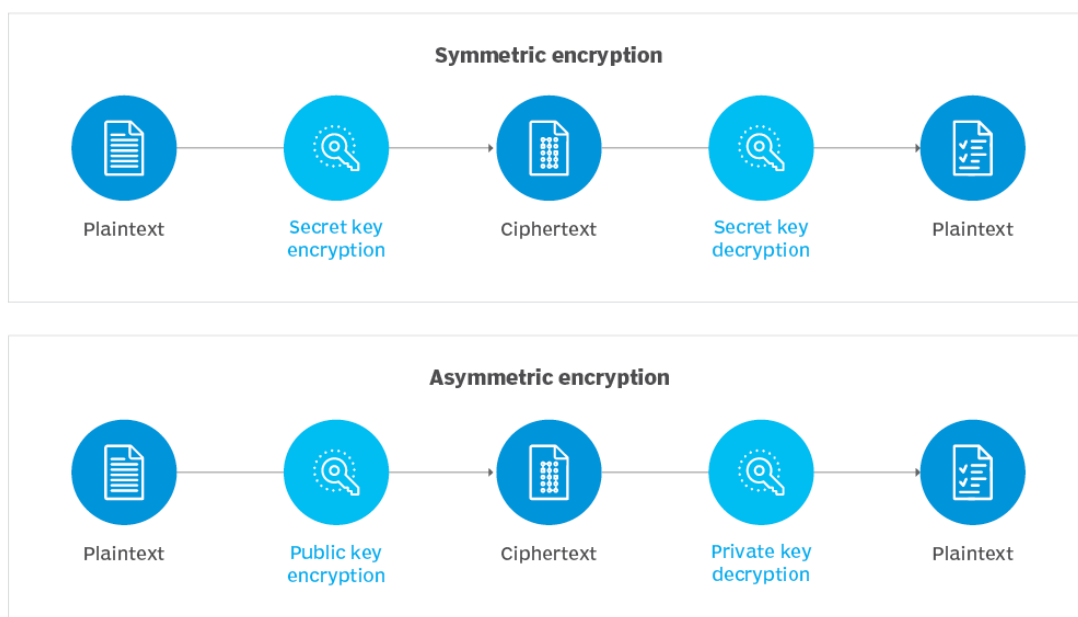 Symmetric encryption
Plaintext
Secret key
encryption
Ciphertext
Secret key
decryption
Plaintext
Asymmetric encryption
Plaintext
Public key
encryption
Ciphertext
Private key
decryption
Plaintext